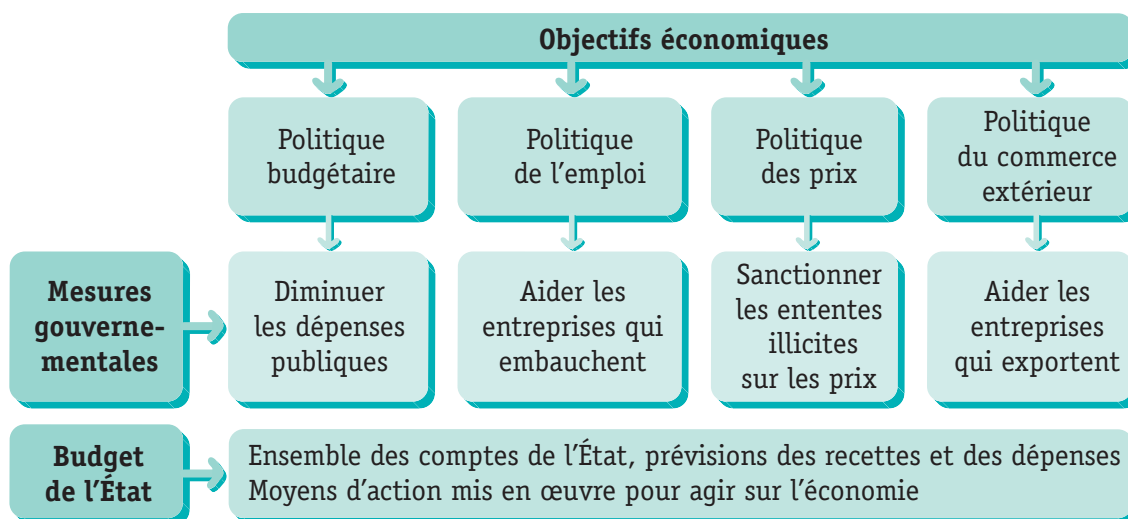 Objectifs économiques
Politique
budgétaire
Politique
de l'emploi
Politique
des prix
Politique
du commerce
extérieur
Mesures
gouverne-
mentales
Diminuer
les dépenses
publiques
Aider les
entreprises qui
embauchent
Sanctionner
les ententes
illicites
sur les prix
Aider les
entreprises
qui exportent
Budget
de l'État
Ensemble des comptes de l'État, prévisions des recettes et des dépenses
Moyens d'action mis en œuvre pour agir sur l'économie